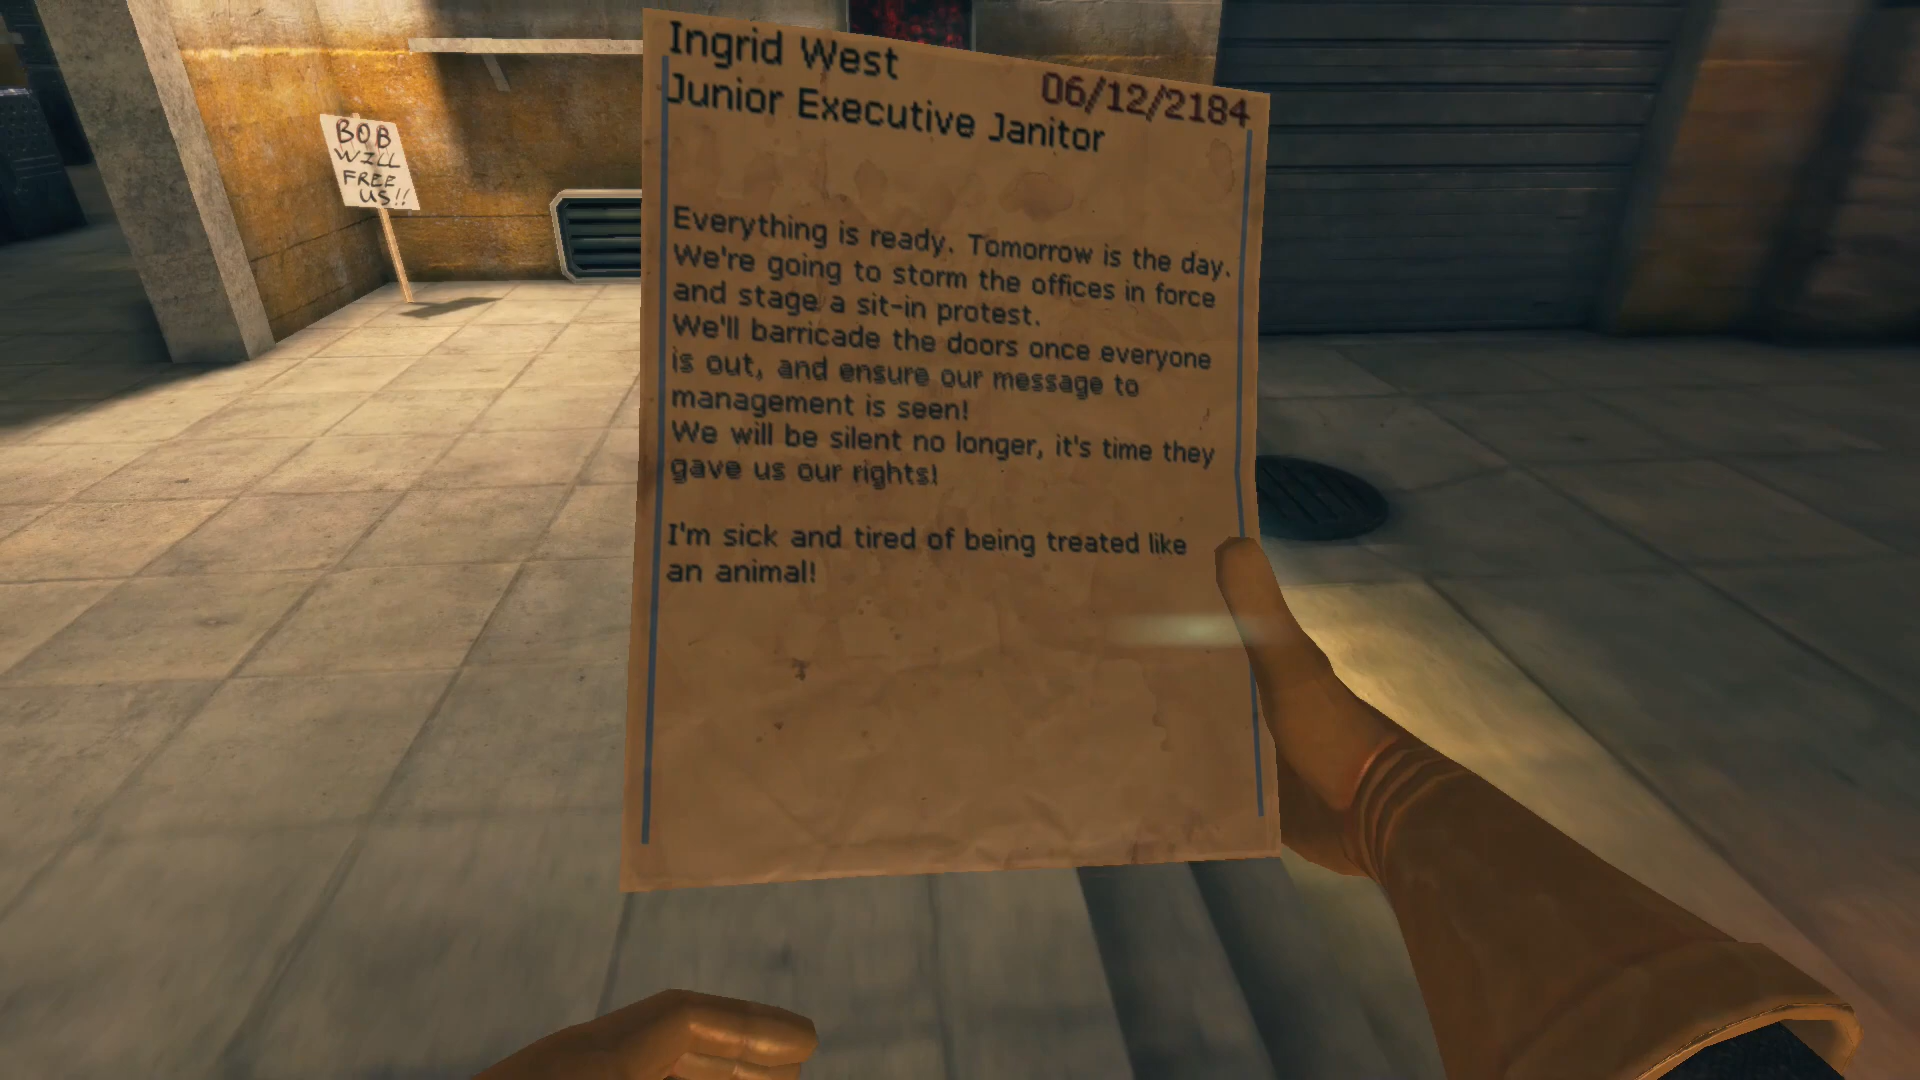 BOB
WILL
FREE
US!!
Ingrid West
06/12/2184
Junior Executive Janitor
Everything is ready. Tomorrow is the day.
We're going to storm the offices in force
and stage a sit-in protest.
We'll barricade the doors once everyone
is out, and ensure our message to
management is seen!
We will be silent no longer, it's time they
gave us our rights!
I'm sick and tired of being treated like
an animal!